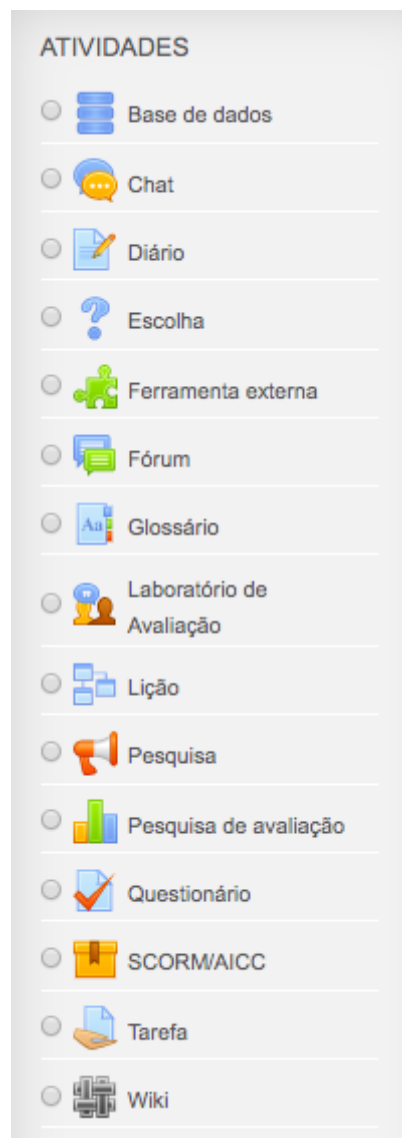 ATIVIDADES
Base de dados
Chat
Diário
Escolha
Ferramenta externa
Fórum
Aa
Glossário
Laboratório de
Avaliação
Lição
Pesquisa
Pesquisa de avaliação
Questionário
SCORM/AICC
Tarefa
Wiki